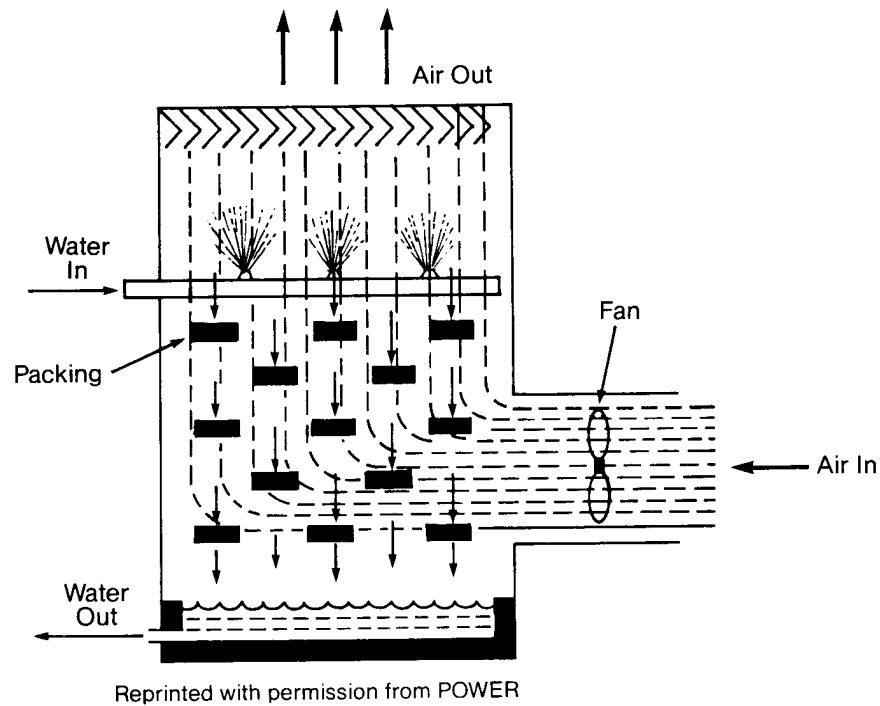 Air Out
Water
In
Fan
Packing
Air In
Water
Out
Reprinted with permission from POWER